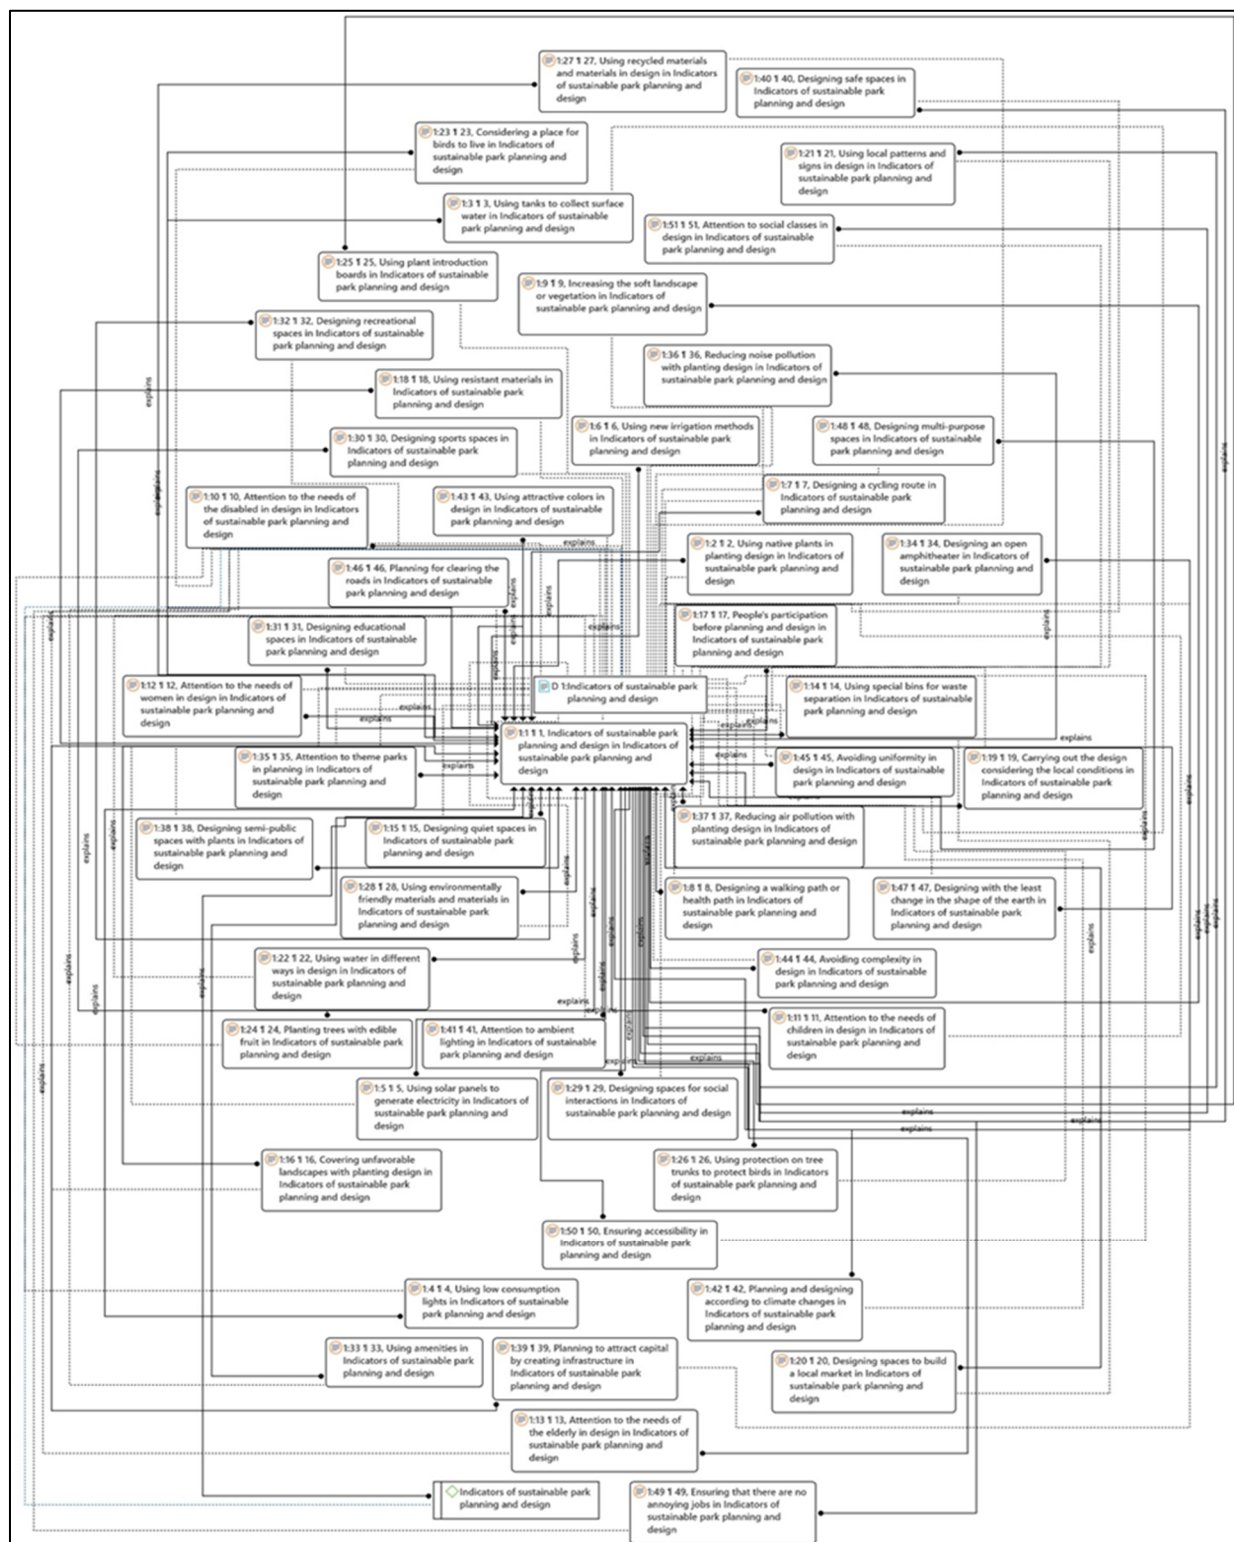 1:27 ¶ 27, Using recycled materials
and materials in design in Indicators
of sustainable park planning and
design
1:40 ¶ 40, Designing safe spaces in
Indicators of sustainable park
planning and design
1:23 ¶ 23, Considering a place for
birds to live in Indicators of
sustainable park planning and
design
1:21 ¶ 21, Using local patterns and
signs in design in Indicators of
sustainable park planning and
design
1:3 ¶ 3, Using tanks to collect surface
water in Indicators of sustainable
park planning and design
1:51 ¶ 51, Attention to social classes in
design in Indicators of sustainable
park planning and design
1:25 ¶ 25, Using plant introduction
boards in Indicators of sustainable
park planning and design
1:9 ¶ 9, Increasing the soft landscape
or vegetation in Indicators of
sustainable park planning and design
1:32 ¶ 32, Designing recreational
spaces in Indicators of sustainable
park planning and design
1:36 ¶ 36, Reducing noise pollution
with planting design in Indicators of
sustainable park planning and design
1:18 ¶ 18, Using resistant materials in
Indicators of sustainable park
planning and design
explains
1:6 ¶ 6, Using new irrigation methods
in Indicators of sustainable park
planning and design
1:48 ¶ 48, Designing multi-purpose
spaces in Indicators of sustainable
park planning and design
1:30 ¶ 30, Designing sports spaces in
Indicators of sustainable park
planning and design
explains
1:7 ¶ 7, Designing a cycling route in
Indicators of sustainable park
planning and design
1:10 ¶ 10, Attention to the needs of
the disabled in design in Indicators
of sustainable park planning and
design
1:43 ¶ 43, Using attractive colors in
design in Indicators of sustainable
park planning and design
explains
1:2 ¶ 2, Using native plants in
planting design in Indicators of
sustainable park planning and
design
1:34 ¶ 34, Designing an open
amphitheater in Indicators of
sustainable park planning and
design
1:46 ¶ 46, Planning for clearing the
roads in Indicators of sustainable
park planning and design
explains
explains
explains
1:17 ¶ 17, People's participation
before planning and design in
Indicators of sustainable park
planning and design
explains
1:31 ¶ 31, Designing educational
spaces in Indicators of sustainable
park planning and design
explains
explains
1:12 ¶ 12, Attention to the needs of
women in design in Indicators of
sustainable park planning and
design
explains
D 1:Indicators of sustainable park
planning and design
1:14 ¶ 14, Using special bins for waste
separation in Indicators of sustainable
park planning and design
explains
explains
explains
1:1 ¶ 1, Indicators of sustainable park
planning and design in Indicators of
sustainable park planning and
design
explains
1:35 ¶ 35, Attention to theme parks
in planning in Indicators of
sustainable park planning and
design
explains
1:45 ¶ 45, Avoiding uniformity in
design in Indicators of sustainable
park planning and design
1:19 ¶ 19, Carrying out the design
considering the local conditions in
Indicators of sustainable park
planning and design
1:38 ¶ 38, Designing semi-public
spaces with plants in Indicators of
sustainable park planning and
design
1:15 ¶ 15, Designing quiet spaces in
Indicators of sustainable park
planning and design
1:37 ¶ 37, Reducing air pollution with
planting design in Indicators of
sustainable park planning and design
explains
explains
explains
1:28 ¶ 28, Using environmentally
friendly materials and materials in
Indicators of sustainable park
planning and design
explains
explains
1:8 ¶ 8, Designing a walking path or
health path in Indicators of
sustainable park planning and
design
1:47 ¶ 47, Designing with the least
change in the shape of the earth in
Indicators of sustainable park
planning and design
explains
explains
explains
1:22 ¶ 22, Using water in different
ways in design in Indicators of
sustainable park planning and
design
explains
explains
explains
explains
explains
1:44 ¶ 44, Avoiding complexity in
design in Indicators of sustainable
park planning and design
explains
explains
explains
1:24 ¶ 24, Planting trees with edible
fruit in Indicators of sustainable park
planning and design
1:41 ¶ 41, Attention to ambient
lighting in Indicators of sustainable
park planning and design
1:11 ¶ 11, Attention to the needs of
children in design in Indicators of
sustainable park planning and
design
explains
explains
1:5 ¶ 5, Using solar panels to
generate electricity in Indicators of
sustainable park planning and
design
1:29 ¶ 29, Designing spaces for social
interactions in Indicators of
sustainable park planning and design
explains
explains
explains
1:16 ¶ 16, Covering unfavorable
landscapes with planting design in
Indicators of sustainable park
planning and design
1:26 ¶ 26, Using protection on tree
trunks to protect birds in Indicators
of sustainable park planning and
design
1:50 ¶ 50, Ensuring accessibility in
Indicators of sustainable park
planning and design
1:4 ¶ 4, Using low consumption
lights in Indicators of sustainable
park planning and design
1:42 ¶ 42, Planning and designing
according to climate changes in
Indicators of sustainable park
planning and design
1:33 ¶ 33, Using amenities in
Indicators of sustainable park
planning and design
1:39 ¶ 39, Planning to attract capital
by creating infrastructure in
Indicators of sustainable park
planning and design
1:20 ¶ 20, Designing spaces to build
a local market in Indicators of
sustainable park planning and
design
1:13 ¶ 13, Attention to the needs of
the elderly in design in Indicators of
sustainable park planning and
design
Indicators of sustainable park
planning and design
1:49 ¶ 49, Ensuring that there are no
annoying jobs in Indicators of
sustainable park planning and
design